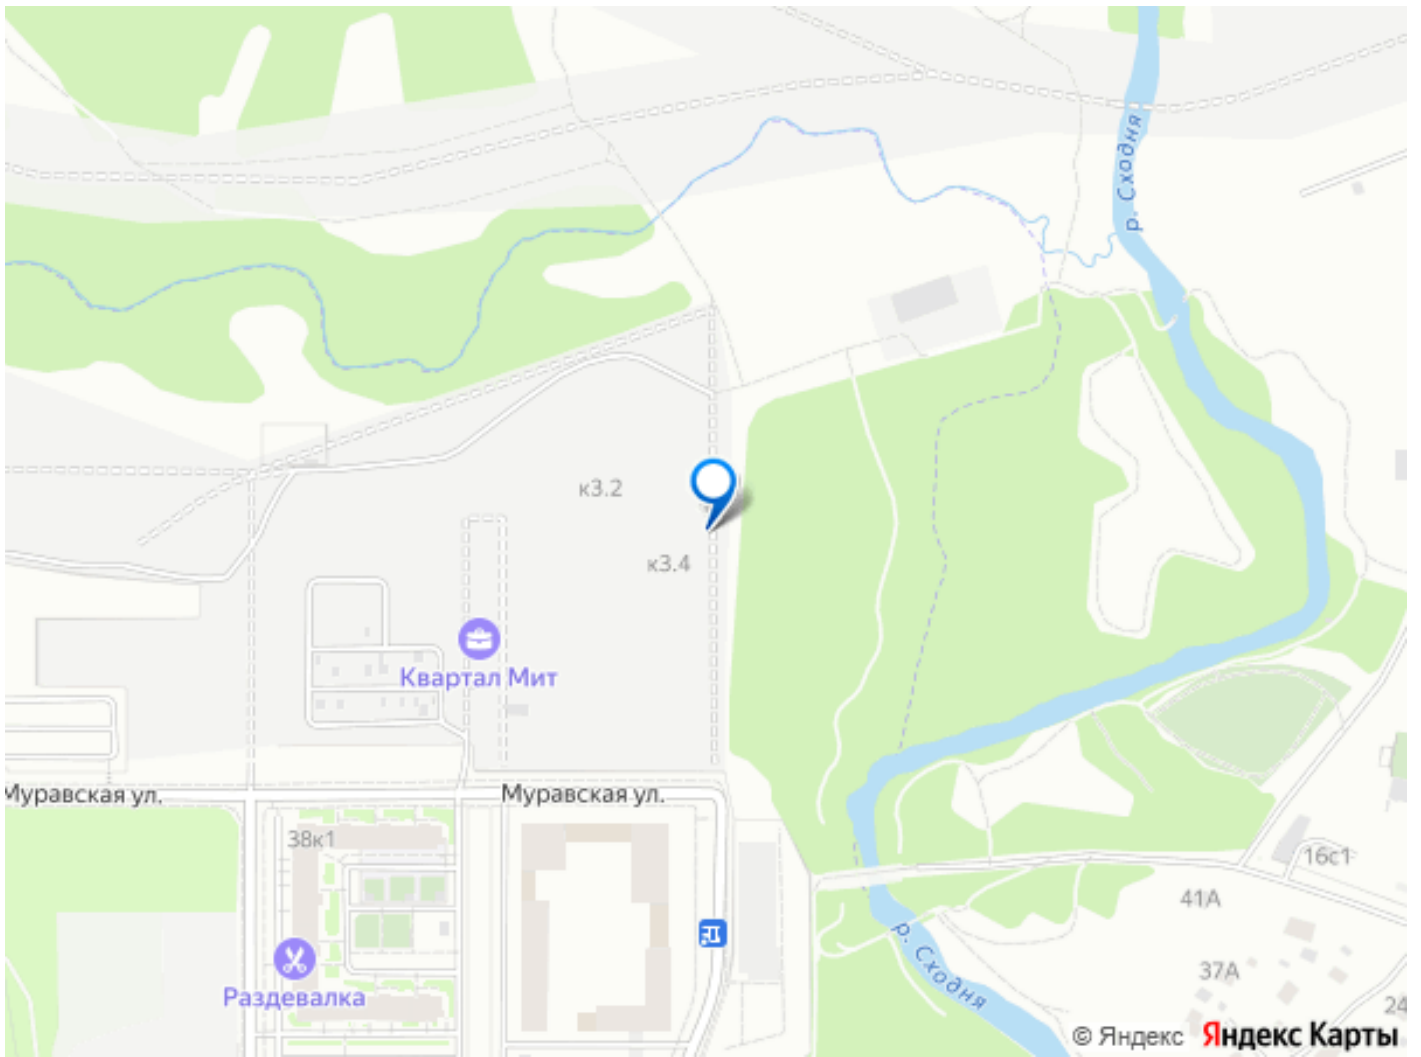 р. Сходня
к3.2
к3.4
Квартал Мит
Муравская ул.
Муравская ул.
38к1
16с1
41А
37А
24
р. Сходня
Раздевалка
© Яндекс Яндекс Карты